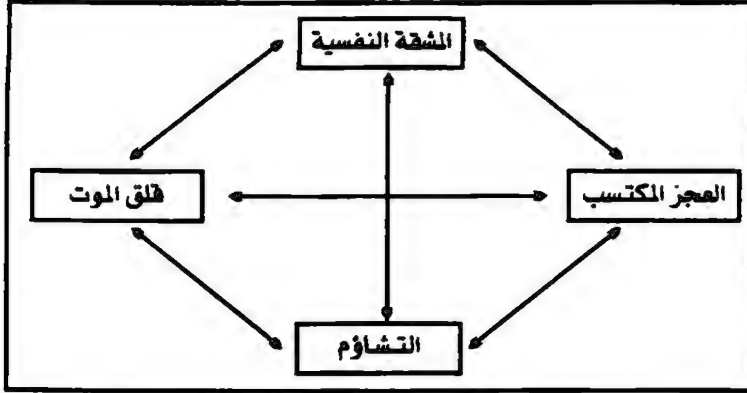 المشقة النفسية
العجز المكتسب
قلق الموت
التشاؤم